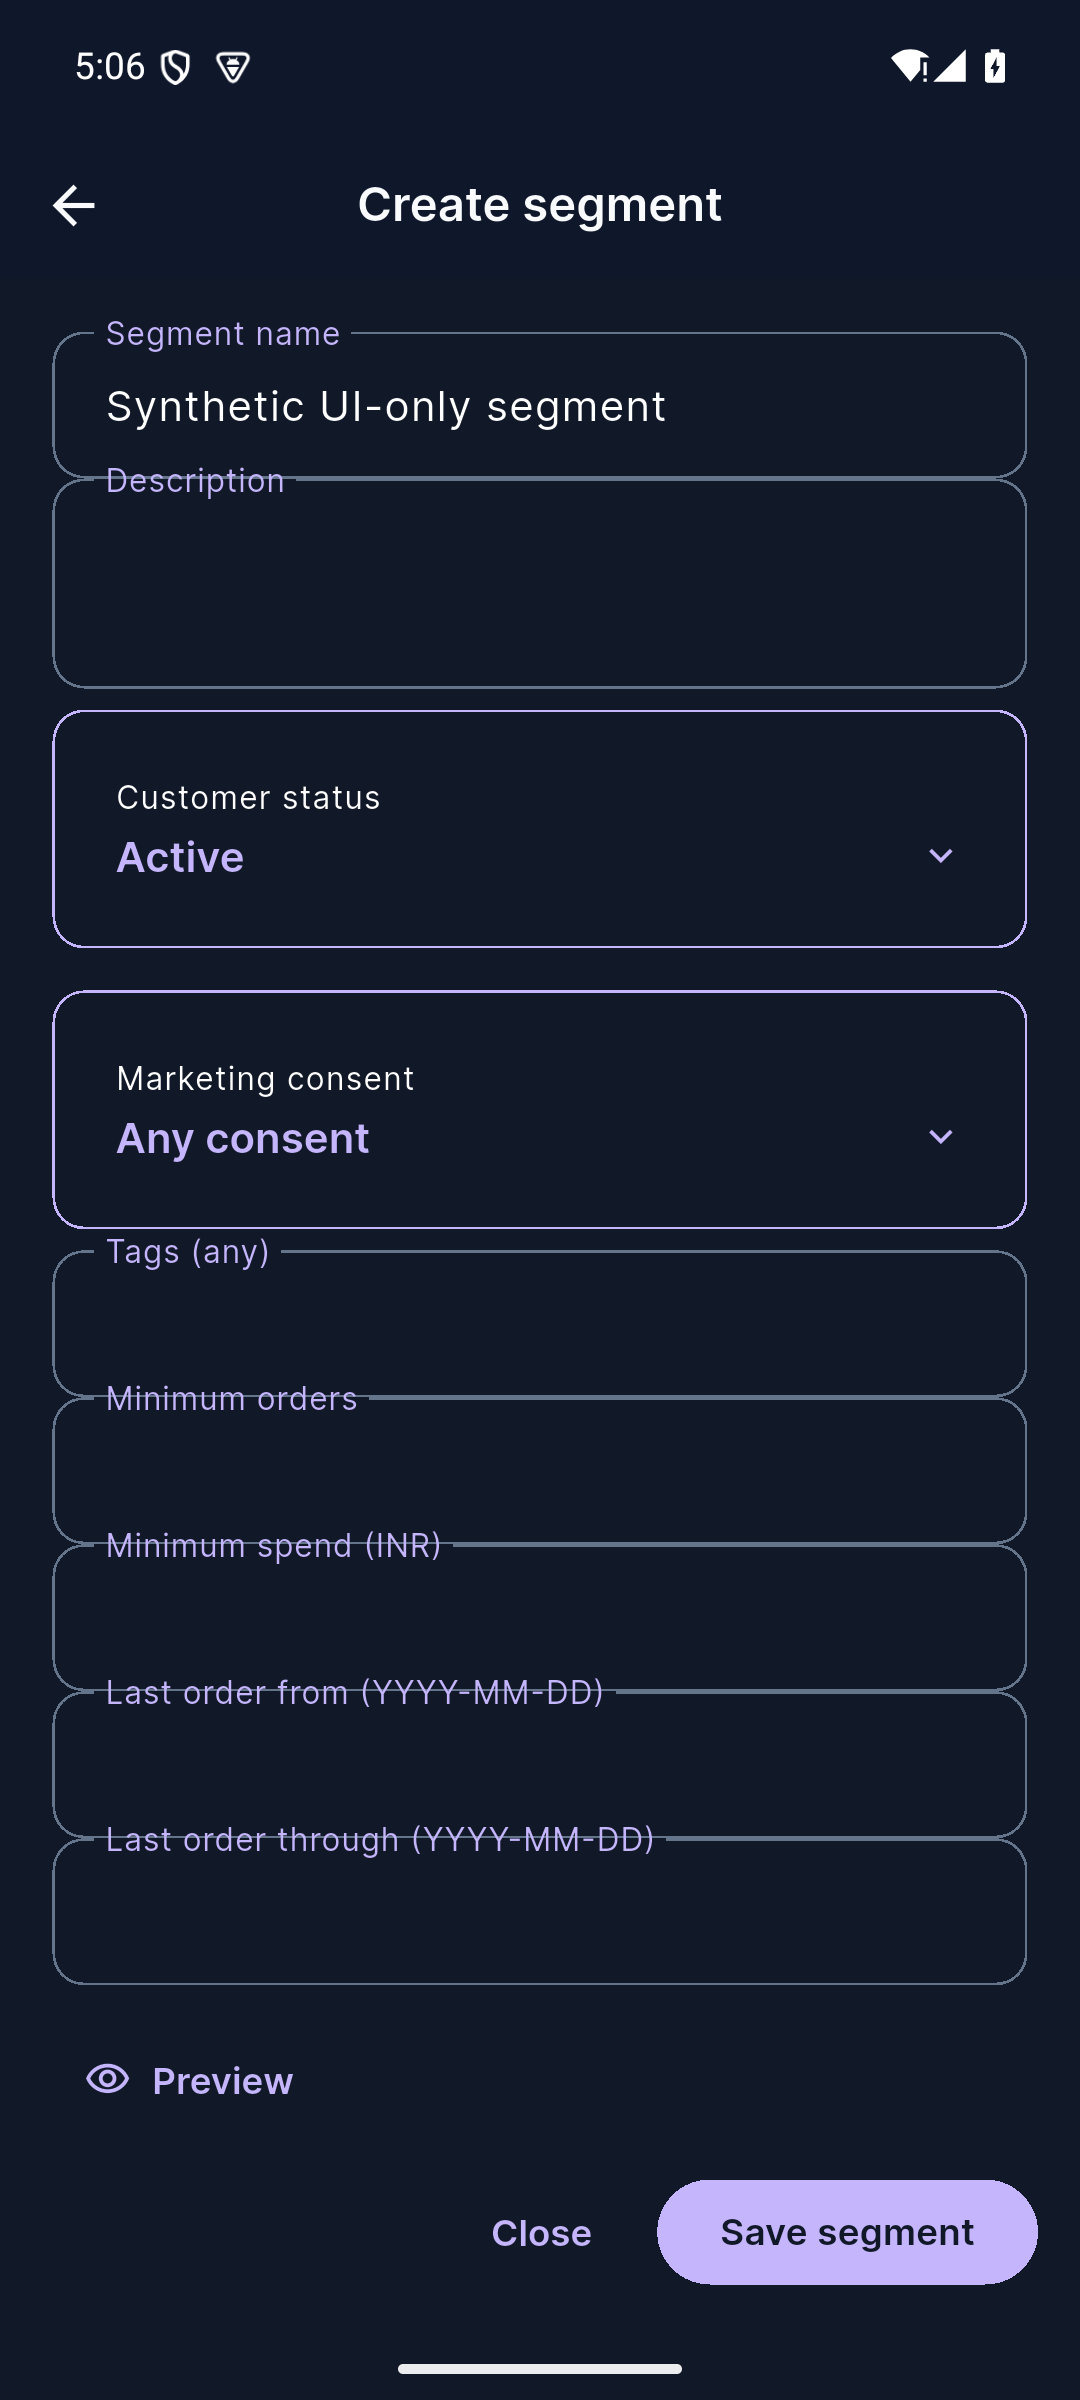 5:06
Create segment
Segment name
Synthetic UI-only segment
Description
Customer status
Active
Marketing consent
Any consent
Tags (any)
Minimum orders
Minimum spend (INR)
Last order from (YYYY-MM-DD)
Last order through (YYYY-MM-DD)
Preview
Close
Save segment